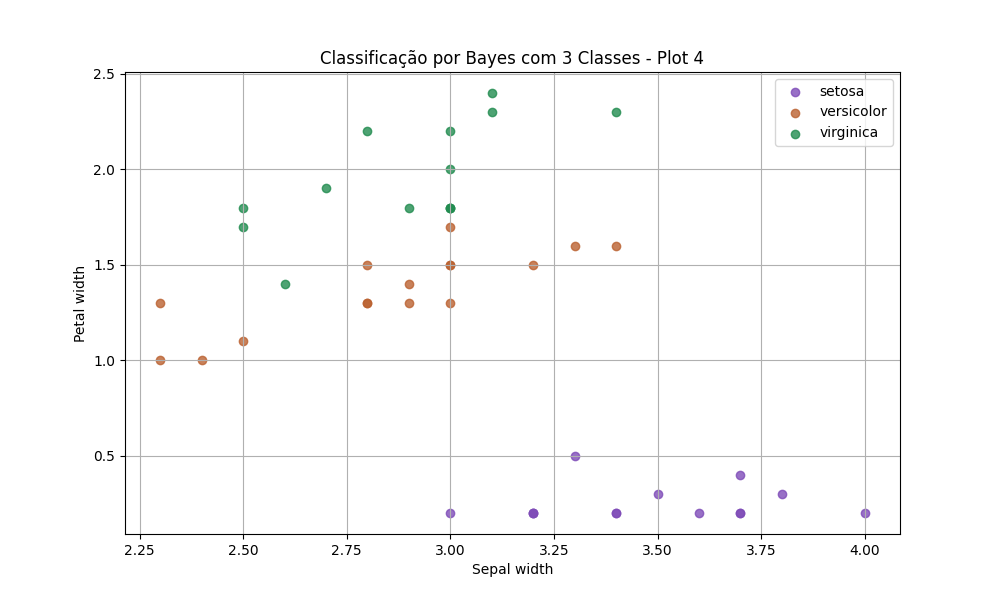 Classificação por Bayes com 3 Classes - Plot 4
setosa
versicolor
virginica
2.5
2.0
1.5
1.0
0.5
Petal width
2.25 2.50 2.75 3.00 3.25 3.50 3.75 4.00
Sepal width